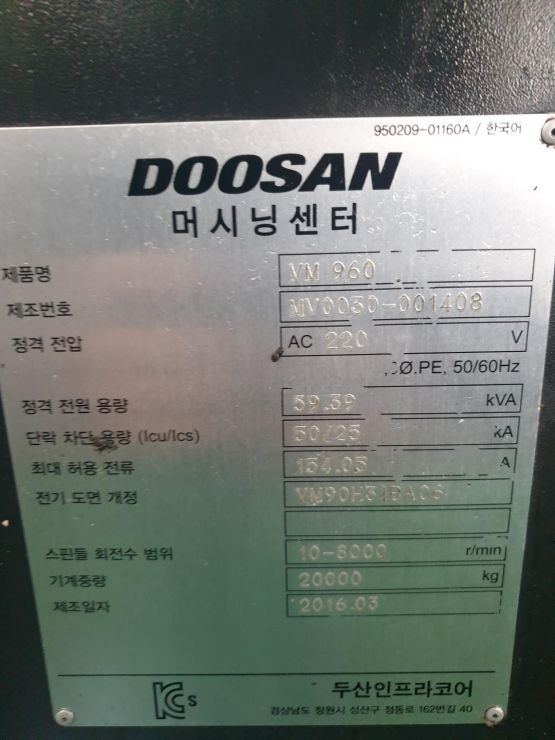 950209-01160A / 한국어
DOOSAN
머시닝센터
제품명 VM 960
제조번호 MV0030-001408
정격 전압 AC 220 V
Ø.PE, 50/60Hz
정격 전원 용량 59.39 kVA
단락 차단 용량 (Icu/Ics) 30/25 kA
최대 허용 전류 154.05 A
전기 도면 개정
스핀들 회전수 범위 10-8000 r/min
기계중량 20000 kg
제조일자 2016.03
KCs
두산인프라코어
경상남도 창원시 성산구 정동로 162번길 40